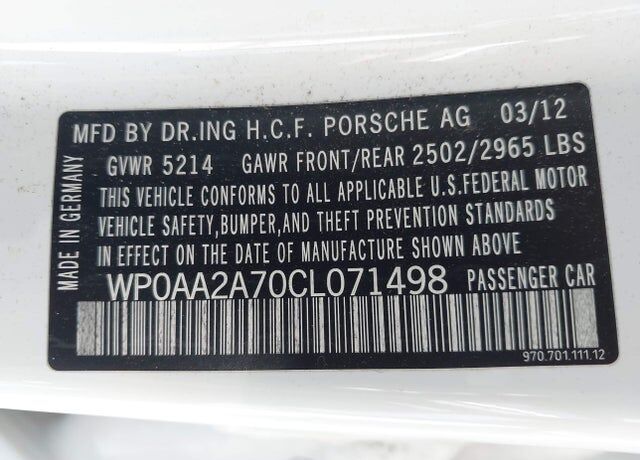 MFD BY DR.ING H.C.F. PORSCHE AG 03/12
GVWR 5214 GAWR FRONT/REAR 2502/2965 LBS
THIS VEHICLE CONFORMS TO ALL APPLICABLE U.S.FEDERAL MOTOR
VEHICLE SAFETY,BUMPER,AND THEFT PREVENTION STANDARDS
IN EFFECT ON THE DATE OF MANUFACTURE SHOWN ABOVE
WP0AA2A70CL071498 PASSENGER CAR
970.701.111.12
MADE IN GERMANY